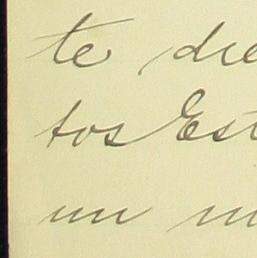 te die
tos Est
un m